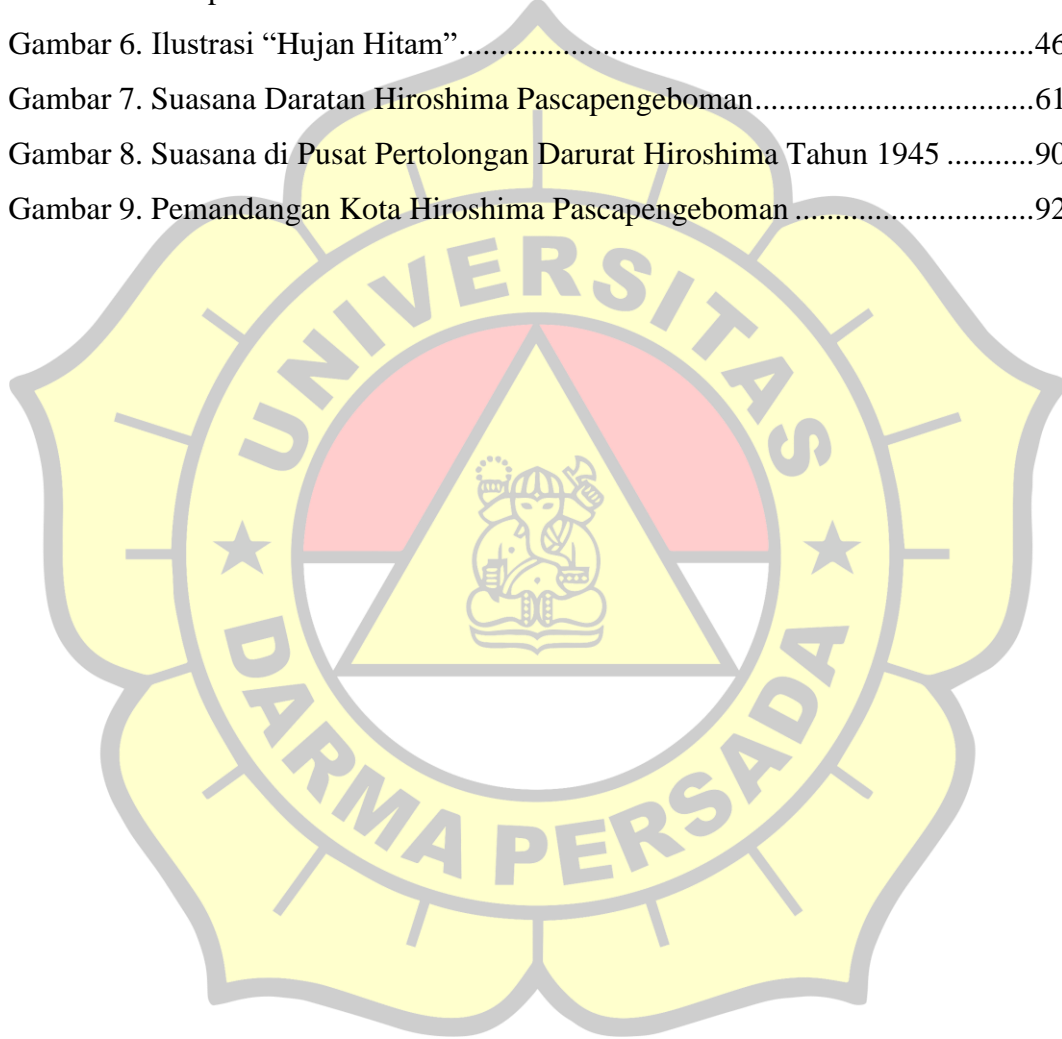 Gambar 6. Ilustrasi “Hujan Hitam”.......................................................................46
Gambar 7. Suasana Daratan Hiroshima Pascapengeboman...................................61
Gambar 8. Suasana di Pusat Pertolongan Darurat Hiroshima Tahun 1945 ...........90
Gambar 9. Pemandangan Kota Hiroshima Pascapengeboman ..............................92
UNIVERSITAS
DARMA PERSADA